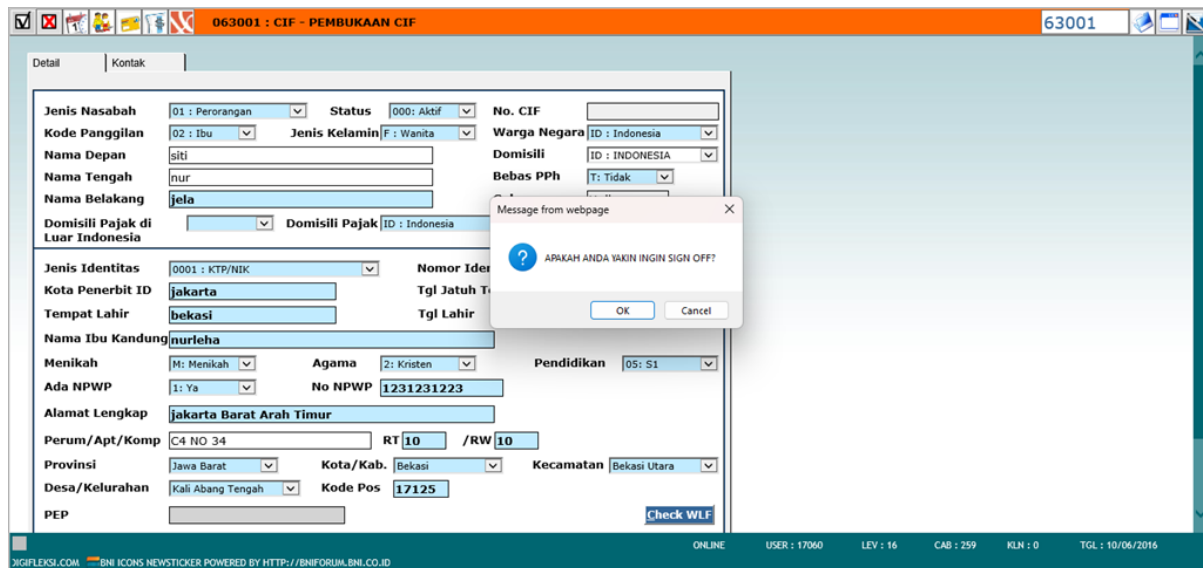 063001 : CIF - PEMBUKAAN CIF 63001
Detail Kontak
Jenis Nasabah 01 : Perorangan Status 000: Aktif No. CIF
Kode Panggilan 02 : Ibu Jenis Kelamin F : Wanita Warga Negara ID : Indonesia
Nama Depan siti Domisili ID : INDONESIA
Nama Tengah nur Bebas PPh T: Tidak
Nama Belakang jela
Domisili Pajak di Luar Indonesia Domisili Pajak ID : Indonesia
Message from webpage
APAKAH ANDA YAKIN INGIN SIGN OFF?
OK Cancel
Jenis Identitas 0001 : KTP/NIK Nomor Iden
Kota Penerbit ID jakarta Tgl Jatuh T
Tempat Lahir bekasi Tgl Lahir
Nama Ibu Kandung nurleha
Menikah M: Menikah Agama 2: Kristen Pendidikan 05: S1
Ada NPWP 1: Ya No NPWP 1231231223
Alamat Lengkap jakarta Barat Arah Timur
Perum/Apt/Komp C4 NO 34 RT 10 /RW 10
Provinsi Jawa Barat Kota/Kab. Bekasi Kecamatan Bekasi Utara
Desa/Kelurahan Kali Abang Tengah Kode Pos 17125
PEP Check WLF
ONLINE USER : 17060 LEV : 16 CAB : 259 KLN : 0 TGL : 10/06/2016
DIGIFLEKSI.COM BNI ICONS NEWSTICKER POWERED BY HTTP://BNIFORUM.BNI.CO.ID